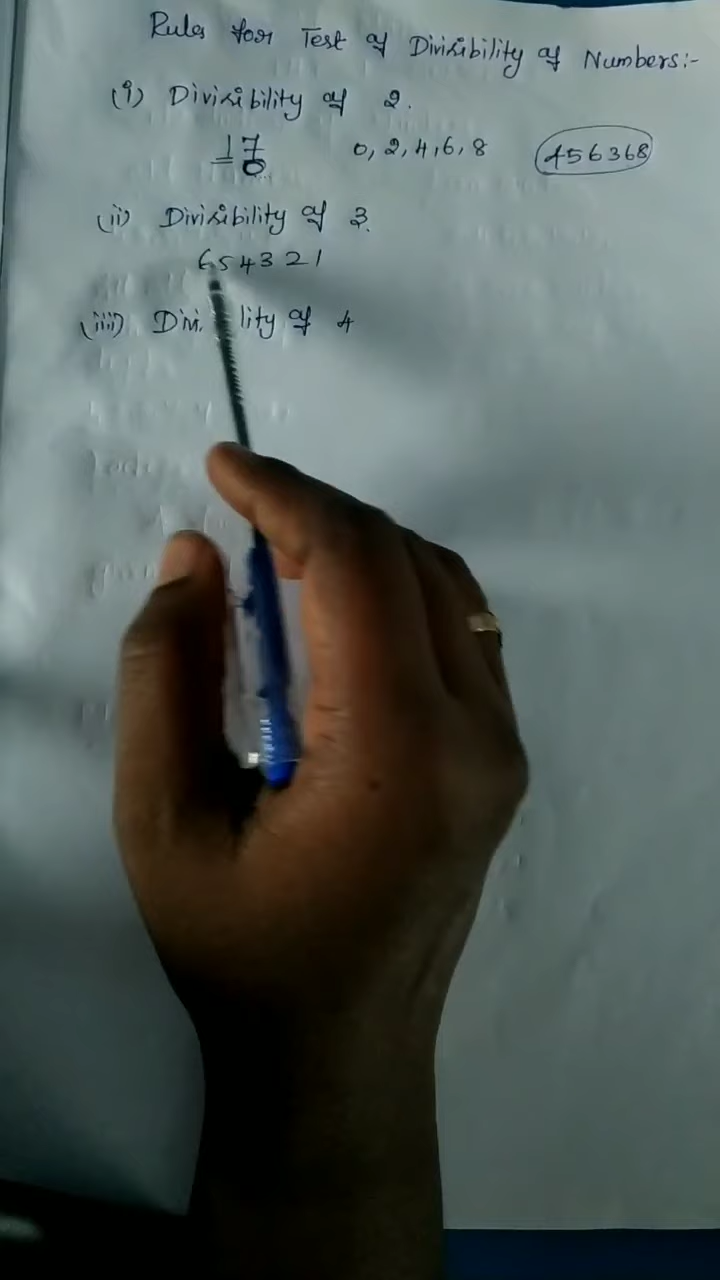 Rules for Test of Divisibility of Numbers:-
(i) Divisibility of 2.
17 0, 2, 4, 6, 8 456368
(ii) Divisibility of 3.
654321
(iii) Divi lity of 4